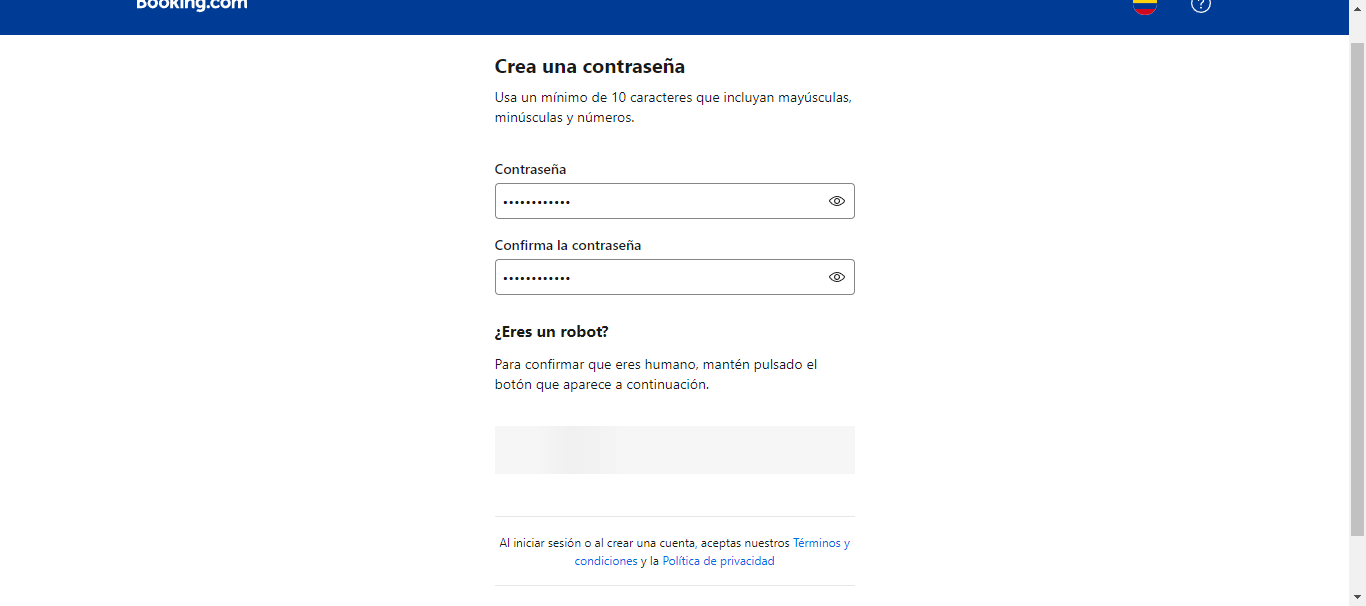 Booking.com
Crea una contraseña
Usa un mínimo de 10 caracteres que incluyan mayúsculas,
minúsculas y números.
Contraseña
••••••••••••
Confirma la contraseña
••••••••••••
¿Eres un robot?
Para confirmar que eres humano, mantén pulsado el
botón que aparece a continuación.
Al iniciar sesión o al crear una cuenta, aceptas nuestros Términos y
condiciones y la Política de privacidad